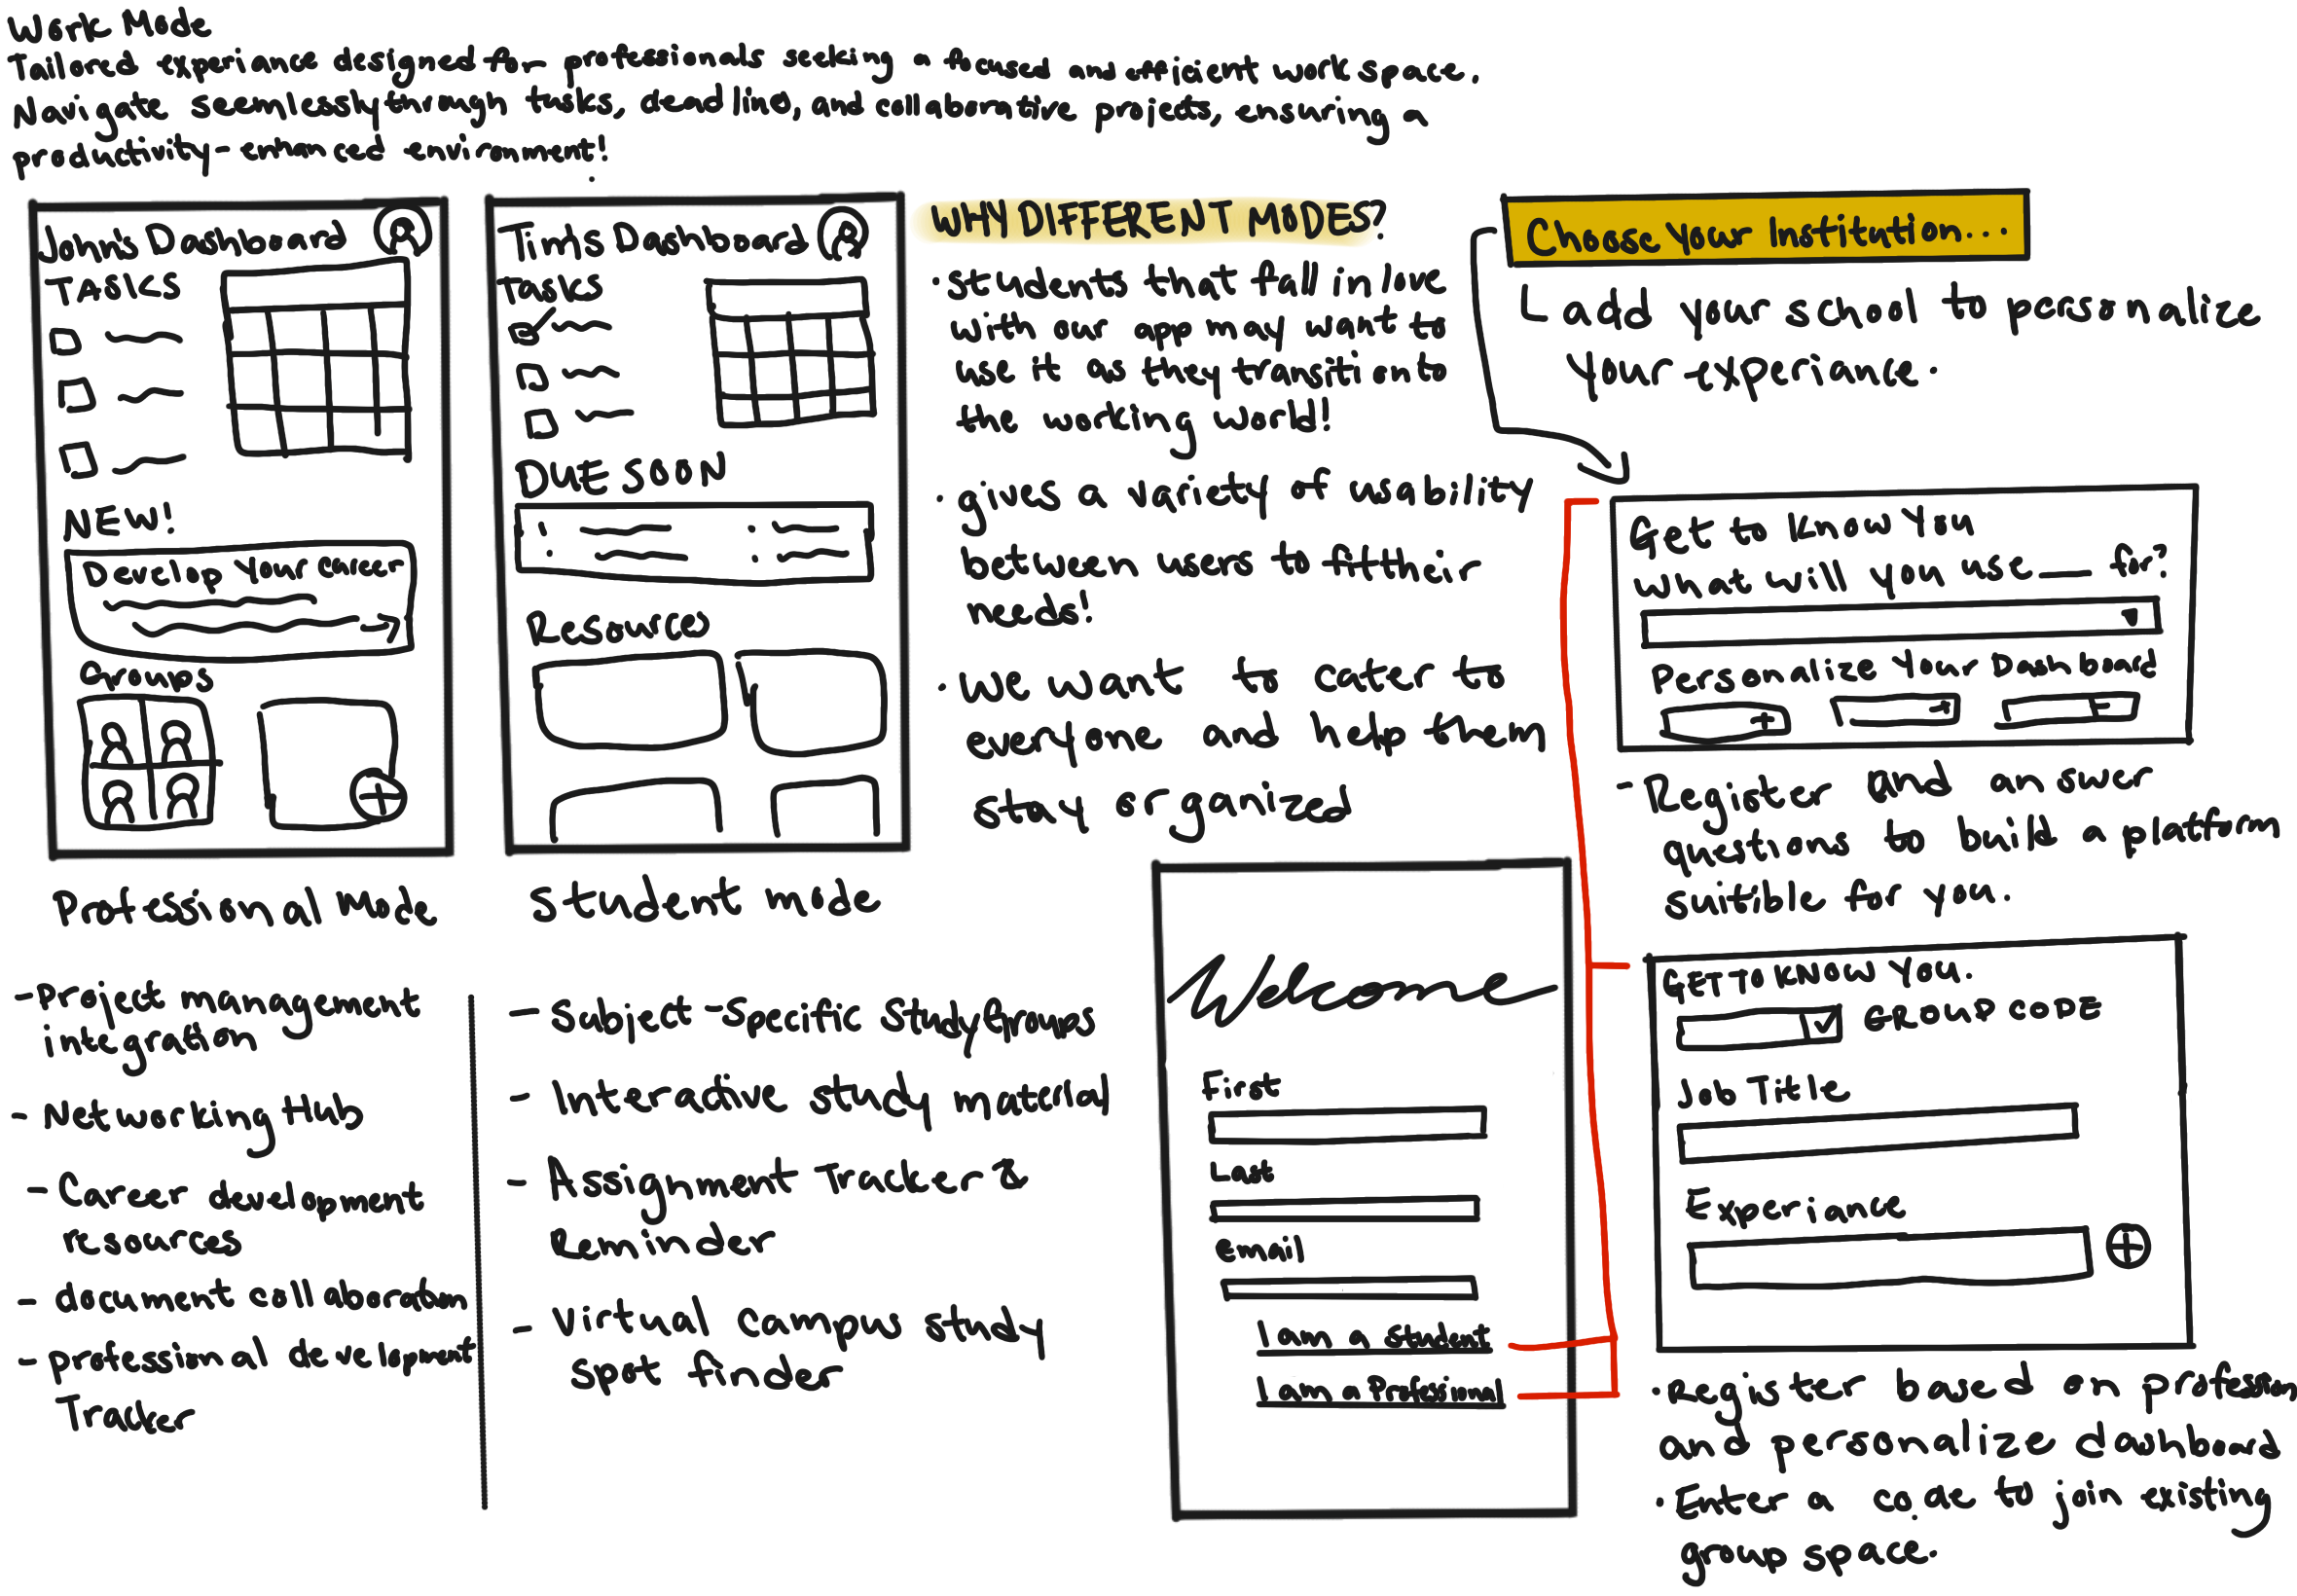 Work Mode
Tailored experiance designed for professionals seeking a focused and efficient work space.
Navigate seemlessly through tasks, deadlines, and collaborative projects, ensuring a
productivity-enhanced environment!
John's Dashboard
TASKS
NEW!
Develop Your Career
Groups
Professional Mode
- Project management
integration
- Networking Hub
- Career development
resources
- document collaboration
- professional development
Tracker
Tim's Dashboard
Tasks
DUE SOON
Resources
Student mode
- Subject-Specific Study Groups
- Interactive study material
- Assignment Tracker &
Reminder
- Virtual campus study
spot finder
WHY DIFFERENT MODES?
• students that fall in love
with our app may want to
use it as they transition to
the working world!
• gives a variety of usability
between users to fit their
needs!
• We want to cater to
everyone and help them
stay organized
Welcome
First
Last
email
I am a student
I am a Professional
Choose Your Institution...
add your school to personalize
Your experiance.
Get to Know You
What will you use ___ for?
Personalize Your Dashboard
- Register and answer
questions to build a platform
suitible for you.
GET TO KNOW YOU.
GROUP CODE
Job Title
Experiance
• Register based on profession
and personalize dashboard
• Enter a code to join existing
group space.